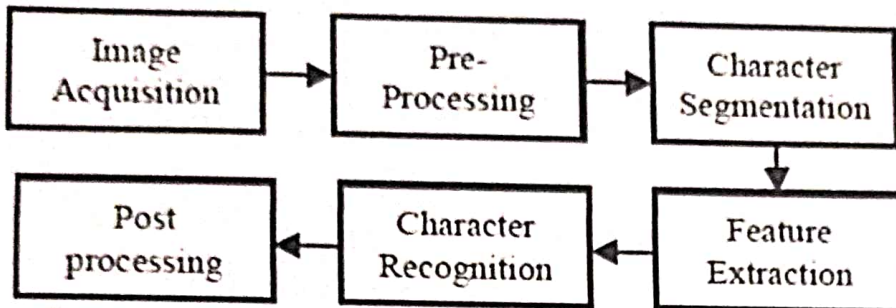 Image
Acquisition
Pre-
Processing
Character
Segmentation
Feature
Extraction
Character
Recognition
Post
processing